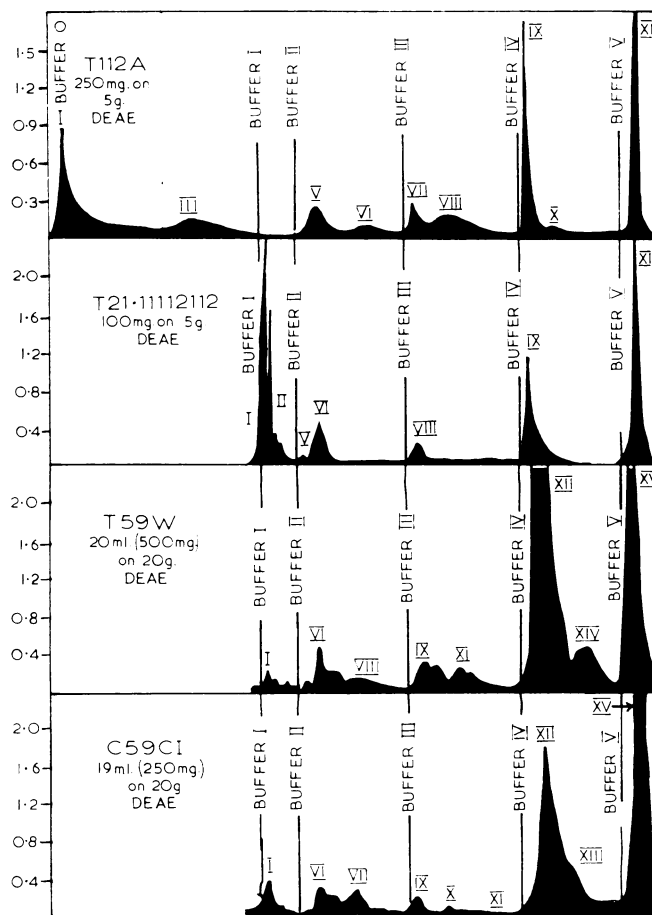 T112A
250mg. on
5g.
DEAE
1.5
1.2
0.9
0.6
0.3
I BUFFER O
III
BUFFER I
BUFFER II
V
VI
BUFFER III
VII
VIII
BUFFER IV
IX
X
BUFFER V
T21·11112112
100mg on 5g
DEAE
2.0
1.6
1.2
0.8
0.4
BUFFER I
I
II
BUFFER II
V
VI
BUFFER III
VIII
BUFFER IV
IX
BUFFER V
T59W
20ml. (500mg)
on 20g.
DEAE
2.0
1.6
1.2
0.8
0.4
BUFFER I
I
BUFFER II
VI
VIII
BUFFER III
IX
XI
BUFFER IV
XII
XIV
BUFFER V
C59CI
19ml. (250mg.)
on 20g
DEAE
2.0
1.6
1.2
0.8
0.4
BUFFER I
I
BUFFER II
VI
VII
BUFFER III
IX
X
XI
BUFFER IV
XII
XIII
BUFFER V
XV